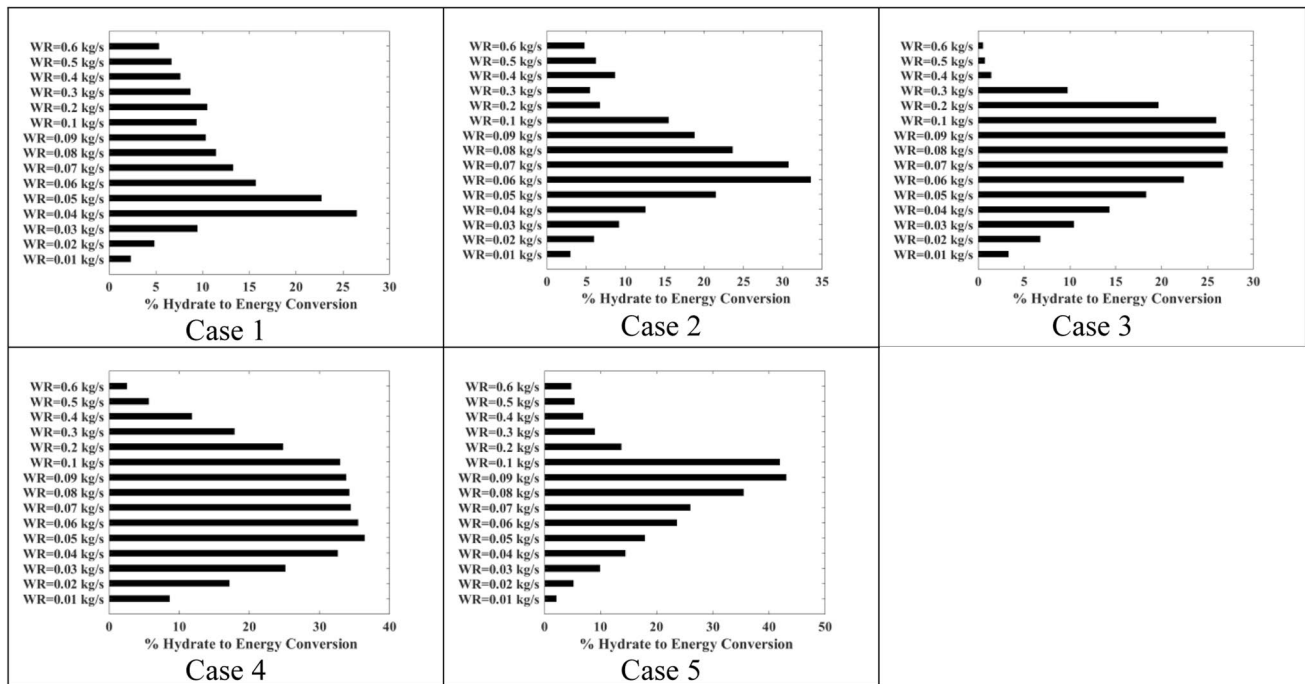 WR=0.6 kg/s
WR=0.5 kg/s
WR=0.4 kg/s
WR=0.3 kg/s
WR=0.2 kg/s
WR=0.1 kg/s
WR=0.09 kg/s
WR=0.08 kg/s
WR=0.07 kg/s
WR=0.06 kg/s
WR=0.05 kg/s
WR=0.04 kg/s
WR=0.03 kg/s
WR=0.02 kg/s
WR=0.01 kg/s
0 5 10 15 20 25 30
% Hydrate to Energy Conversion
Case 1
WR=0.6 kg/s
WR=0.5 kg/s
WR=0.4 kg/s
WR=0.3 kg/s
WR=0.2 kg/s
WR=0.1 kg/s
WR=0.09 kg/s
WR=0.08 kg/s
WR=0.07 kg/s
WR=0.06 kg/s
WR=0.05 kg/s
WR=0.04 kg/s
WR=0.03 kg/s
WR=0.02 kg/s
WR=0.01 kg/s
0 5 10 15 20 25 30 35
% Hydrate to Energy Conversion
Case 2
WR=0.6 kg/s
WR=0.5 kg/s
WR=0.4 kg/s
WR=0.3 kg/s
WR=0.2 kg/s
WR=0.1 kg/s
WR=0.09 kg/s
WR=0.08 kg/s
WR=0.07 kg/s
WR=0.06 kg/s
WR=0.05 kg/s
WR=0.04 kg/s
WR=0.03 kg/s
WR=0.02 kg/s
WR=0.01 kg/s
0 5 10 15 20 25 30
% Hydrate to Energy Conversion
Case 3
WR=0.6 kg/s
WR=0.5 kg/s
WR=0.4 kg/s
WR=0.3 kg/s
WR=0.2 kg/s
WR=0.1 kg/s
WR=0.09 kg/s
WR=0.08 kg/s
WR=0.07 kg/s
WR=0.06 kg/s
WR=0.05 kg/s
WR=0.04 kg/s
WR=0.03 kg/s
WR=0.02 kg/s
WR=0.01 kg/s
0 10 20 30 40
% Hydrate to Energy Conversion
Case 4
WR=0.6 kg/s
WR=0.5 kg/s
WR=0.4 kg/s
WR=0.3 kg/s
WR=0.2 kg/s
WR=0.1 kg/s
WR=0.09 kg/s
WR=0.08 kg/s
WR=0.07 kg/s
WR=0.06 kg/s
WR=0.05 kg/s
WR=0.04 kg/s
WR=0.03 kg/s
WR=0.02 kg/s
WR=0.01 kg/s
0 10 20 30 40 50
% Hydrate to Energy Conversion
Case 5